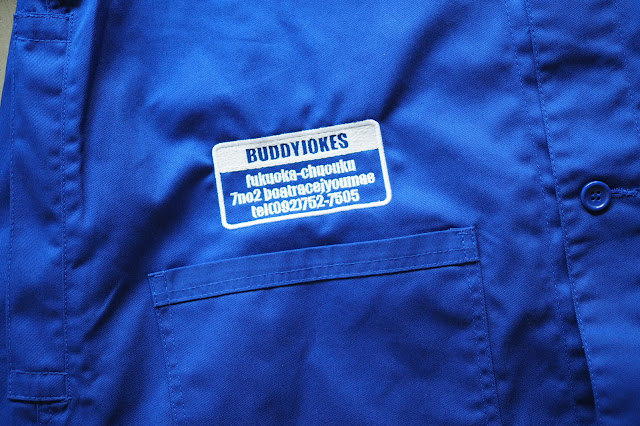 BUDDYJOKES
fukuoka-chuouku
7no2 boatracejyoumae
tel(092)752-7505